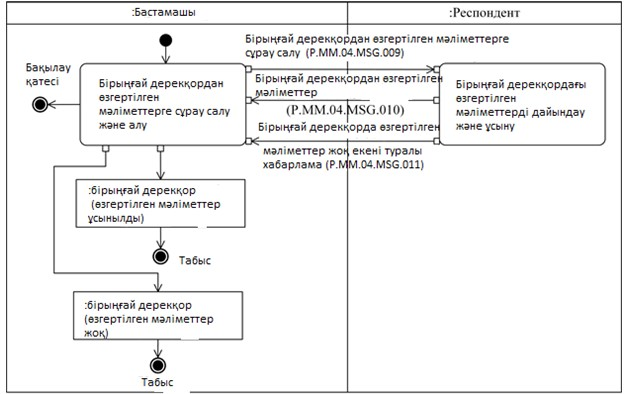 :Бастамашы
:Респондент
Бірыңғай дерекқордан өзгертілген мәліметтерге
сұрау салу (P.MM.04.MSG.009)
Бақылау
қатесі
Бірыңғай дерекқордан
өзгертілген
мәліметтерге сұрау салу
және алу
Бірыңғай дерекқордан өзгертілген
мәліметтер
(P.MM.04.MSG.010)
Бірыңғай дерекқорда өзгертілген
мәліметтер жоқ екені туралы
хабарлама (P.MM.04.MSG.011)
Бірыңғай дерекқордағы
өзгертілген
мәліметтерді дайындау
және ұсыну
:бірыңғай дерекқор
(өзгертілген мәліметтер
ұсынылды)
Табыс
:бірыңғай дерекқор
(өзгертілген мәліметтер
жоқ)
Табыс